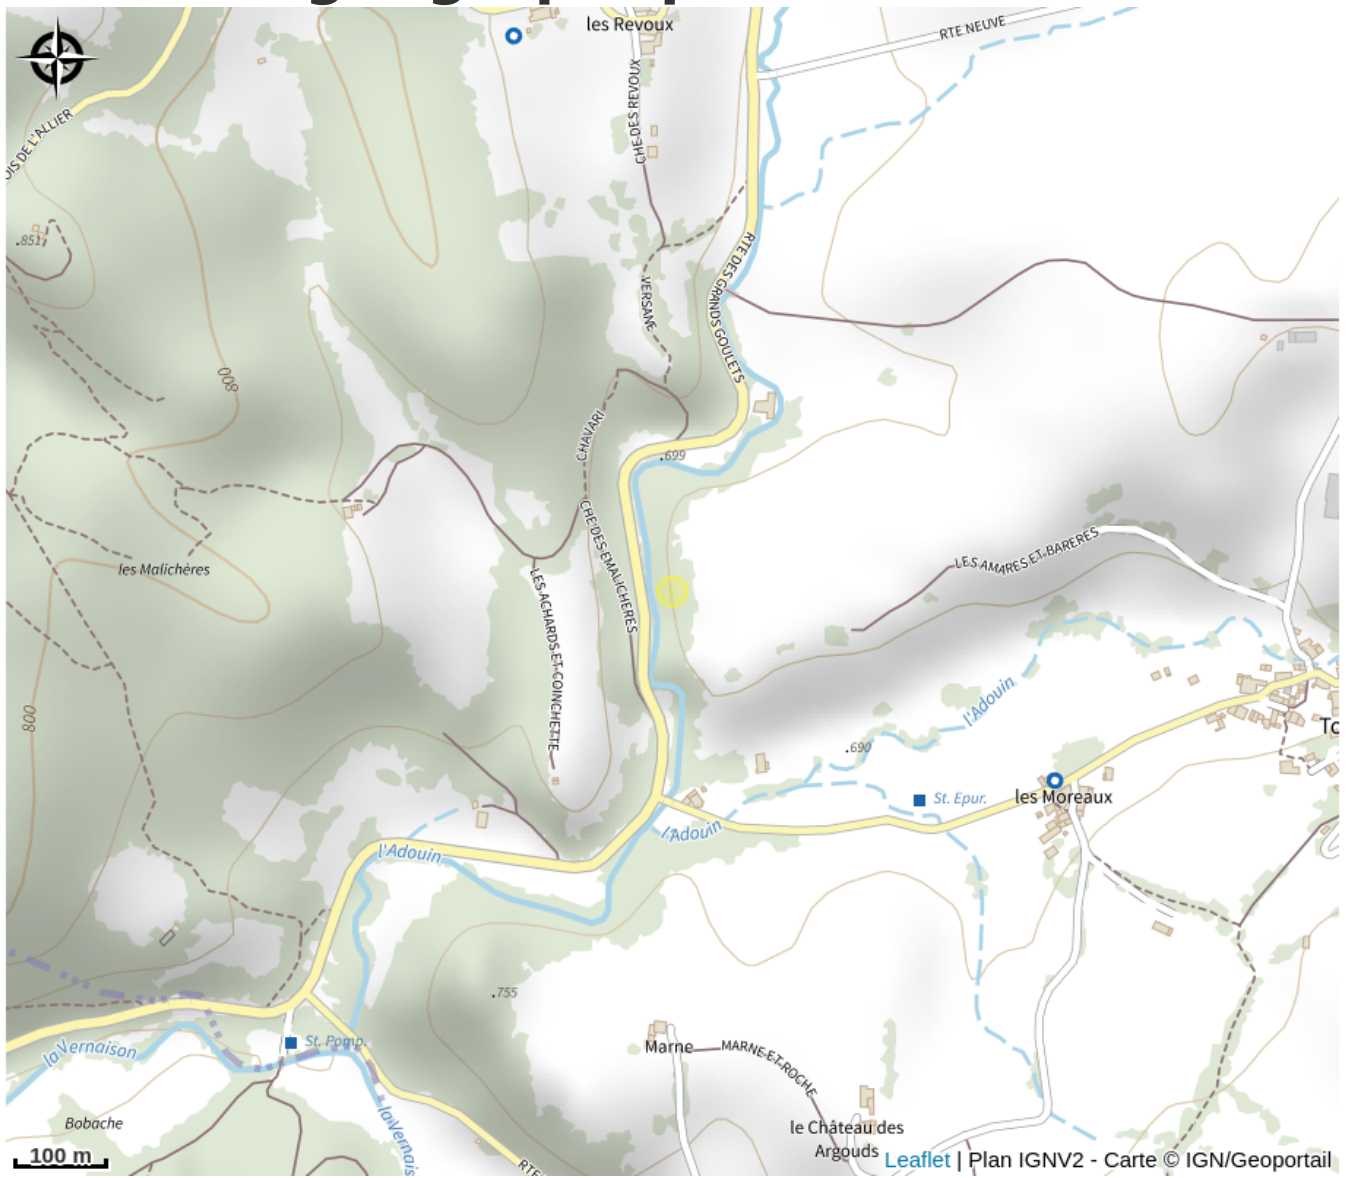 les Revoux
RTE NEUVE
CHE DES REVOUX
OIS DE L'ALLIER
.851
VERSANE
RTE DES GRANDS GOULETS
800
CHAVARI
.699
CHE DES EMALICHERES
les Malichères
LES ACHARDS ET COINCHETTE
LES AMARES ET BARERES
800
l'Adouin
.690
To
St. Epur.
les Moreaux
l'Adouin
l'Adouin
.755
St. Pomp.
la Vernaison
Marne
MARNE ET ROCHE
Bobache
la Vernais
le Château des
Argouds
RTE
100 m
Leaflet | Plan IGNV2 - Carte © IGN/Geoportail